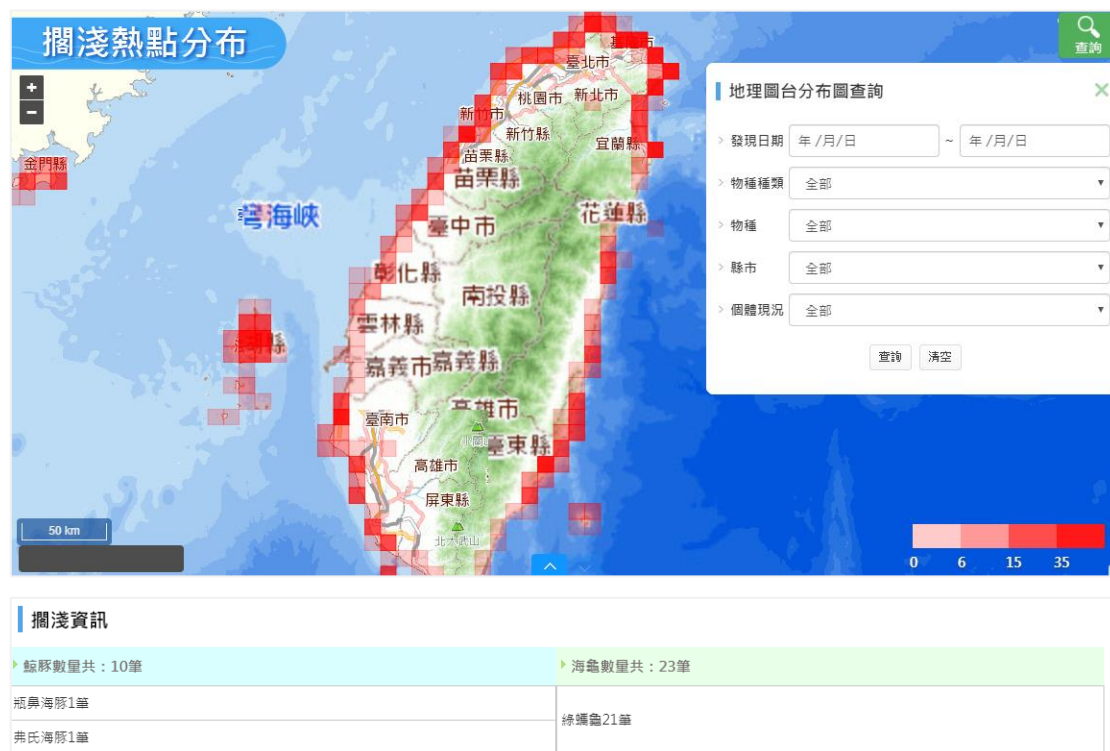 擱淺熱點分布
查詢
+
-
地理圖台分布圖查詢
×
發現日期 年 /月/日 ~ 年 /月/日
物種種類 全部
物種 全部
縣市 全部
個體現況 全部
查詢 清空
臺北市
桃園市 新北市
新竹市
新竹縣
宜蘭縣
苗栗縣
苗栗縣
金門縣
花蓮縣
臺中市
彰化縣
南投縣
雲林縣
嘉義市 嘉義縣
高雄市
臺南市
臺東縣
高雄市
屏東縣
北大武山
灣海峽
50 km
0 6 15 35
擱淺資訊
鯨豚數量共：10筆
海龜數量共：23筆
瓶鼻海豚1筆
弗氏海豚1筆
綠蠵龜21筆